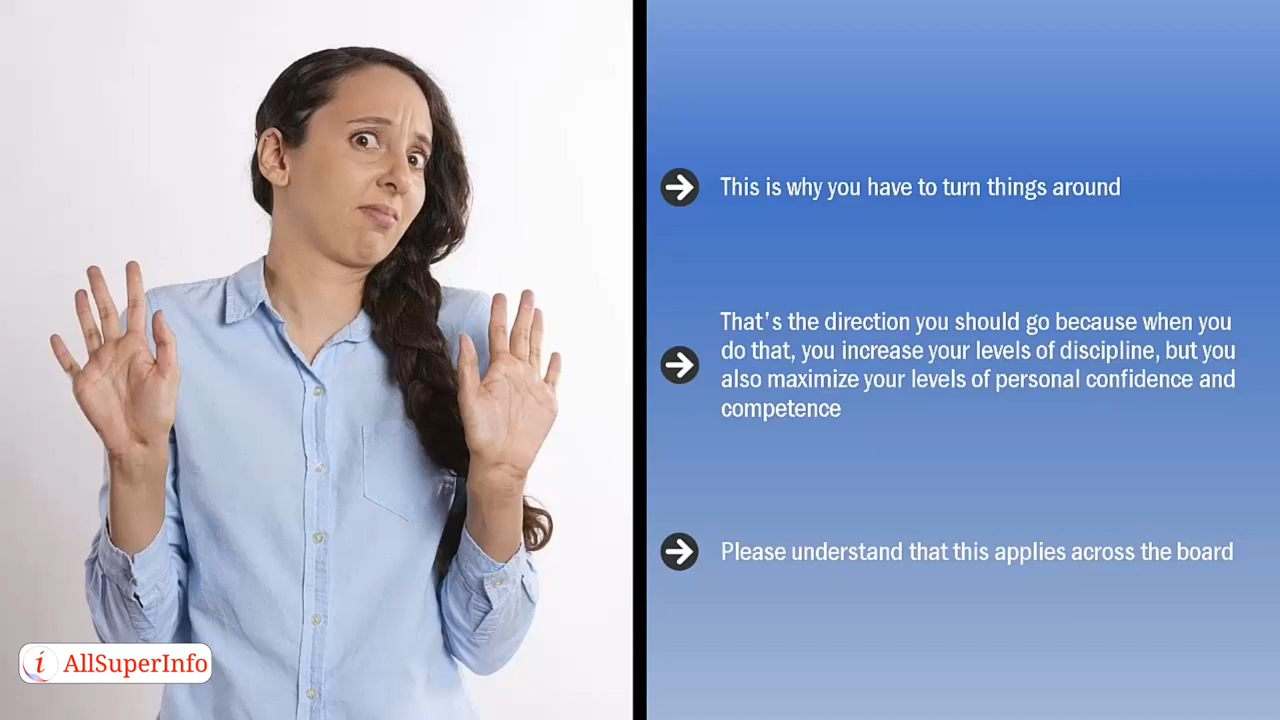 This is why you have to turn things around
That's the direction you should go because when you
do that, you increase your levels of discipline, but you
also maximize your levels of personal confidence and
competence
Please understand that this applies across the board
i AllSuperInfo